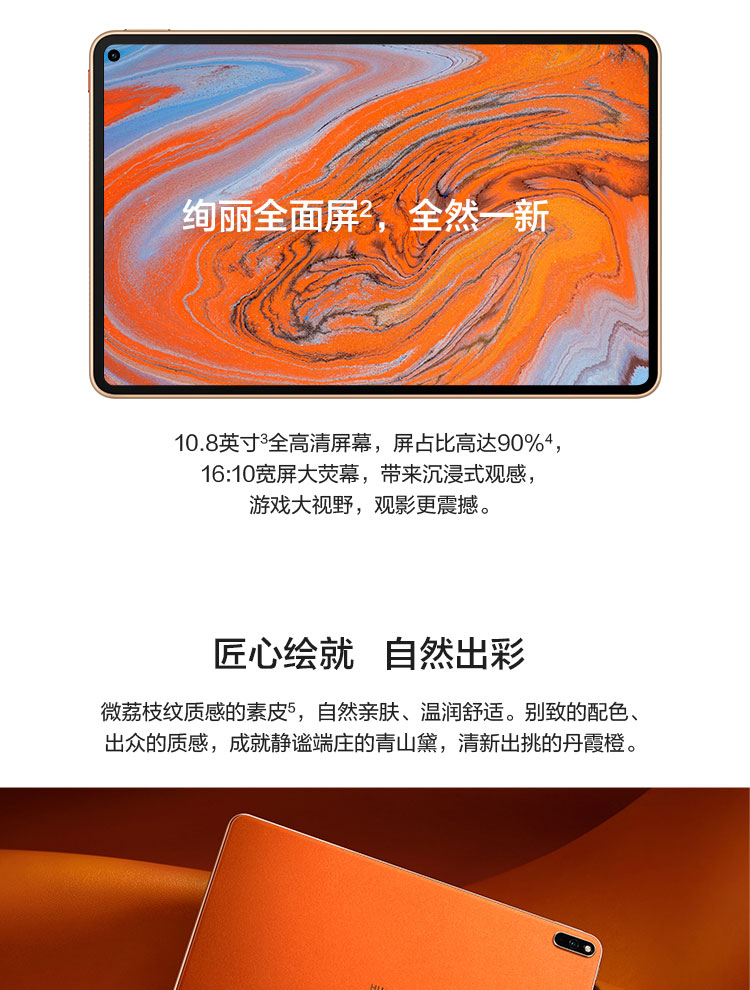 绚丽全面屏²，全然一新
10.8英寸³全高清屏幕，屏占比高达90%⁴，
16:10宽屏大荧幕，带来沉浸式观感，
游戏大视野，观影更震撼。
匠心绘就 自然出彩
微荔枝纹质感的素皮⁵，自然亲肤、温润舒适。别致的配色、
出众的质感，成就静谧端庄的青山黛，清新出挑的丹霞橙。